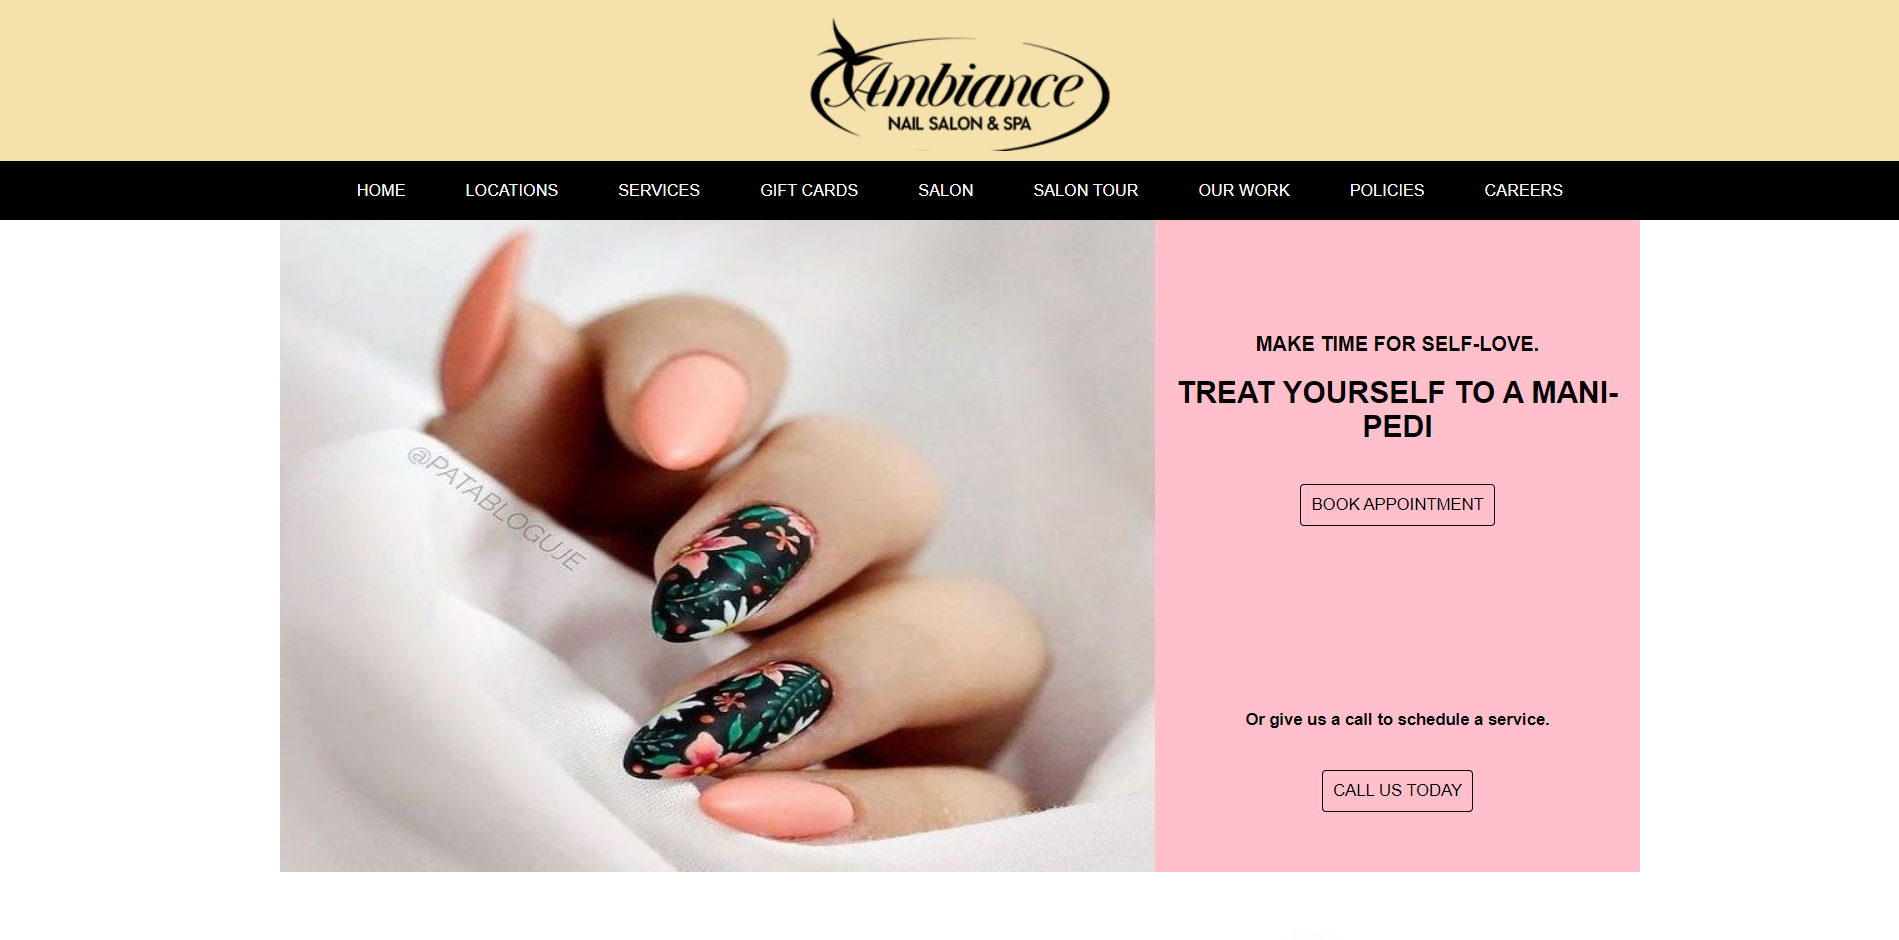 Ambiance
NAIL SALON & SPA
HOME LOCATIONS SERVICES GIFT CARDS SALON SALON TOUR OUR WORK POLICIES CAREERS
@PATABLOGUJE
MAKE TIME FOR SELF-LOVE.
TREAT YOURSELF TO A MANI-
PEDI
BOOK APPOINTMENT
Or give us a call to schedule a service.
CALL US TODAY